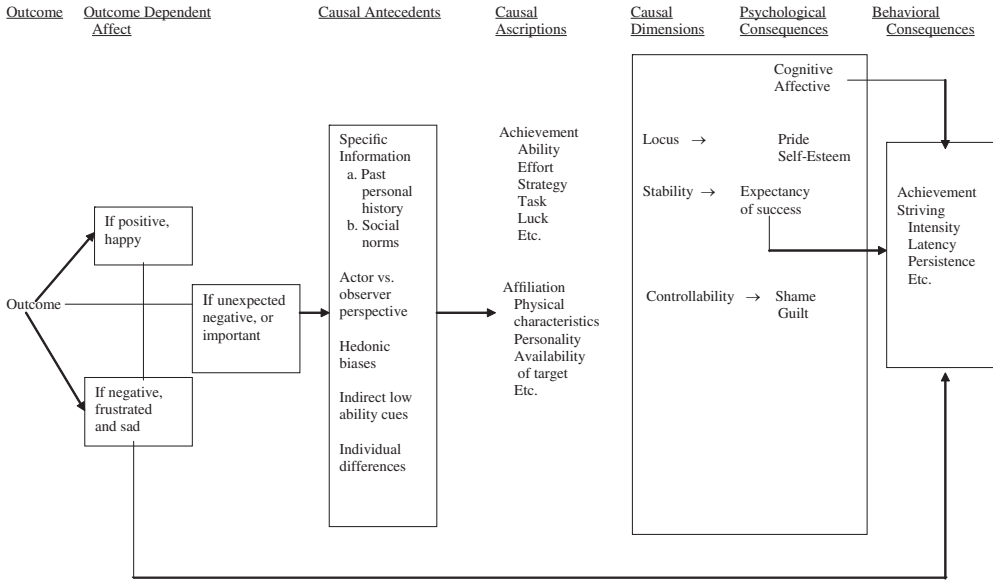 Outcome
Outcome Dependent
Affect
Causal Antecedents
Causal
Ascriptions
Causal
Dimensions
Psychological
Consequences
Behavioral
Consequences
Outcome
If positive,
happy
If negative,
frustrated
and sad
If unexpected
negative, or
important
Specific
Information
a. Past
personal
history
b. Social
norms
Actor vs.
observer
perspective
Hedonic
biases
Indirect low
ability cues
Individual
differences
Achievement
Ability
Effort
Strategy
Task
Luck
Etc.
Affiliation
Physical
characteristics
Personality
Availability
of target
Etc.
Cognitive
Affective
Locus →
Pride
Self-Esteem
Stability →
Expectancy
of success
Controllability →
Shame
Guilt
Achievement
Striving
Intensity
Latency
Persistence
Etc.